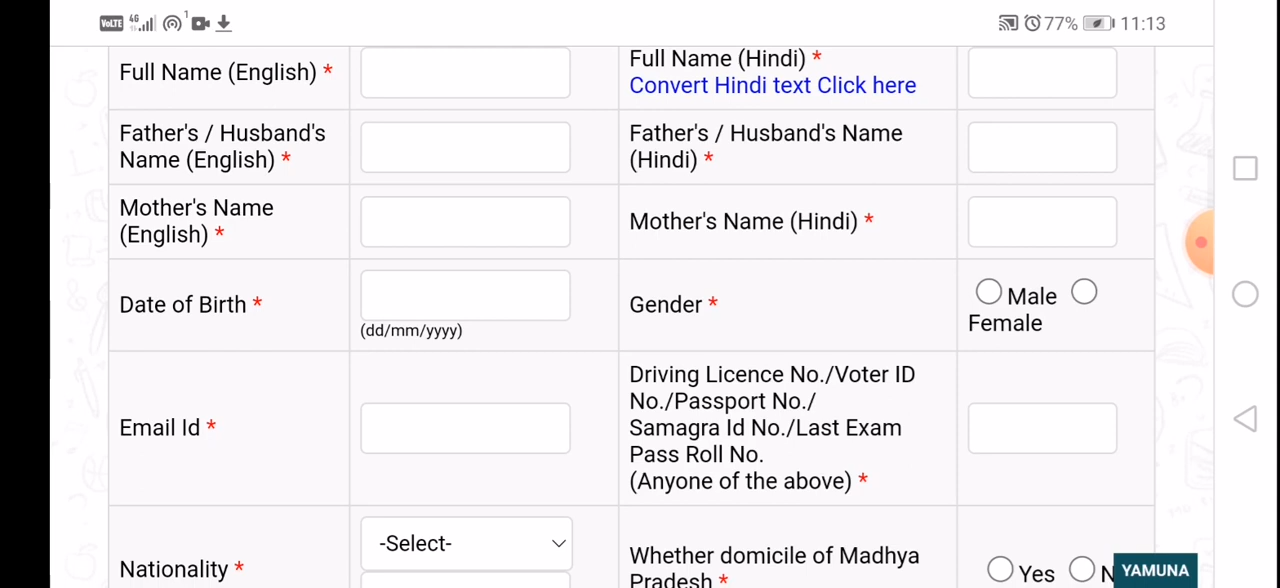 VoLTE 4G 1 77% 11:13
Full Name (English) *
Full Name (Hindi) *
Convert Hindi text Click here
Father's / Husband's
Name (English) *
Father's / Husband's Name
(Hindi) *
Mother's Name
(English) *
Mother's Name (Hindi) *
Date of Birth *
(dd/mm/yyyy)
Gender *
Male
Female
Email Id *
Driving Licence No./Voter ID
No./Passport No./
Samagra Id No./Last Exam
Pass Roll No.
(Anyone of the above) *
Nationality *
-Select-
Whether domicile of Madhya
Pradesh *
Yes N
YAMUNA